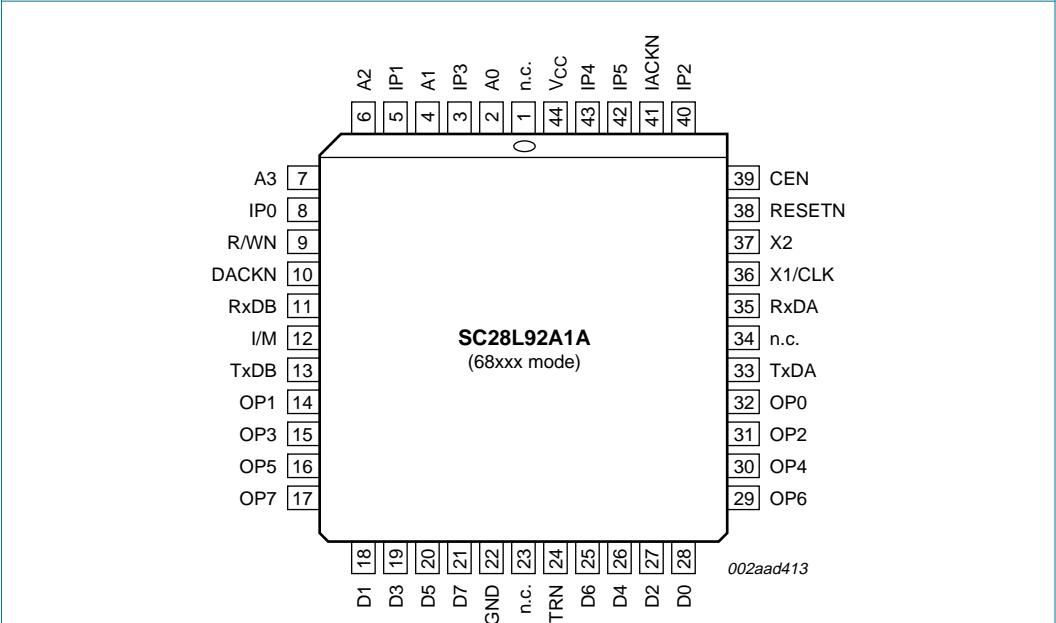 A2 IP1 A1 IP3 A0 n.c. VCC IP4 IP5 IACKN IP2
6 5 4 3 2 1 44 43 42 41 40
A3 7
IP0 8
R/WN 9
DACKN 10
RxDB 11
I/M 12
TxDB 13
OP1 14
OP3 15
OP5 16
OP7 17
SC28L92A1A
(68xxx mode)
39 CEN
38 RESETN
37 X2
36 X1/CLK
35 RxDA
34 n.c.
33 TxDA
32 OP0
31 OP2
30 OP4
29 OP6
18 19 20 21 22 23 24 25 26 27 28
D1 D3 D5 D7 GND n.c. TRN D6 D4 D2 D0
002aad413